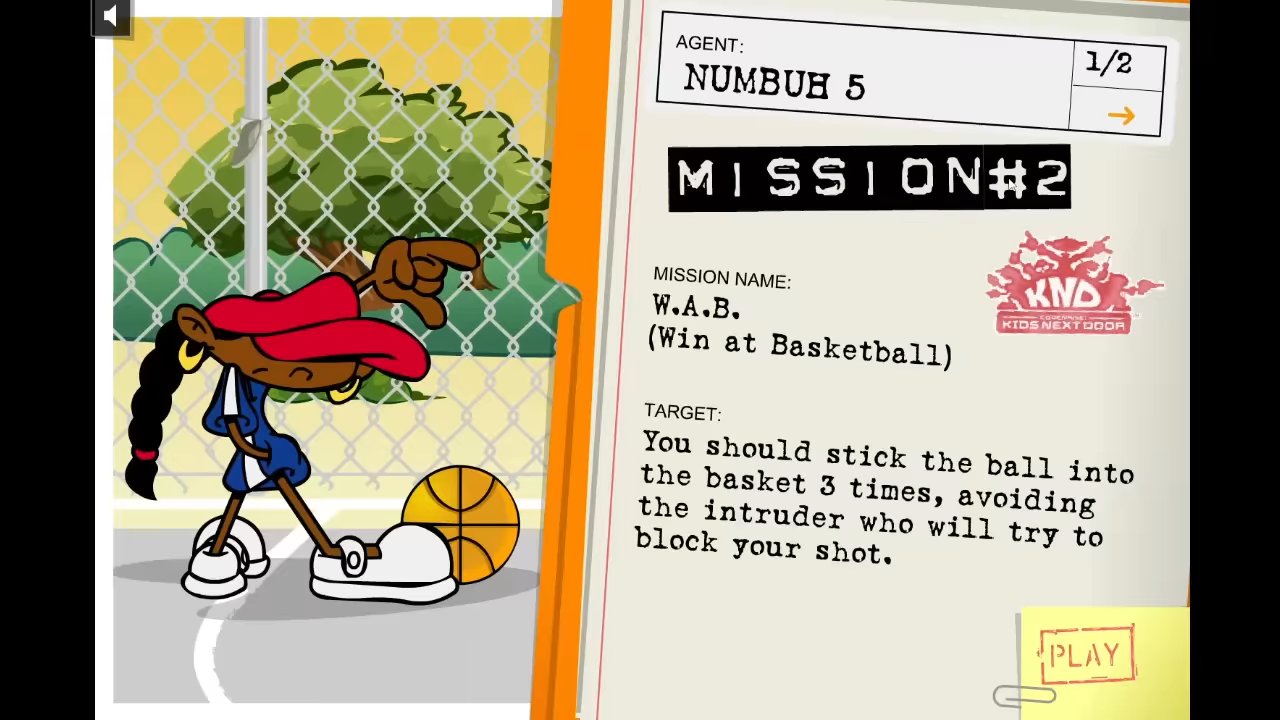 AGENT:
NUMBUH 5
1/2
MISSION#2
MISSION NAME:
W.A.B.
(Win at Basketball)
KND
CODENAME:
KIDS NEXT DOOR
TARGET:
You should stick the ball into
the basket 3 times, avoiding
the intruder who will try to
block your shot.
PLAY